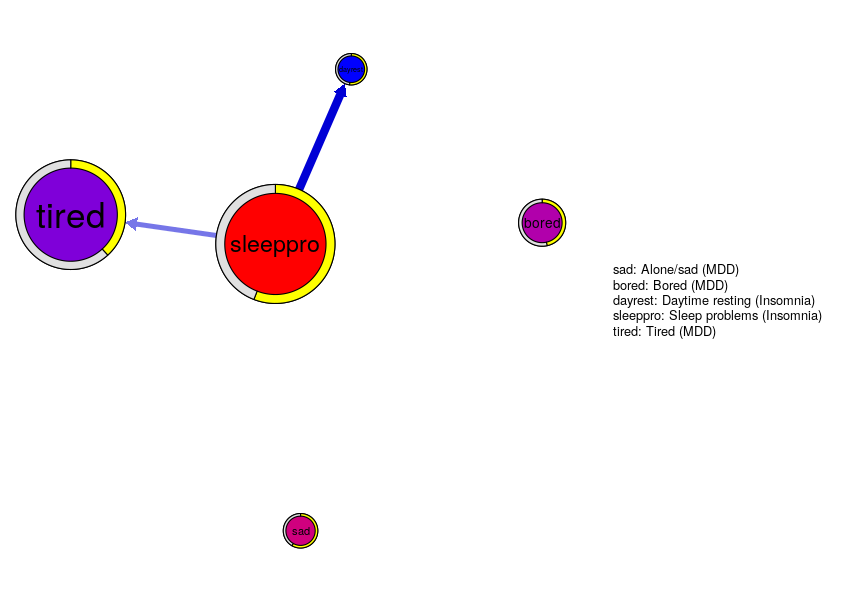 tired
sleeppro
bored
sad: Alone/sad (MDD)
bored: Bored (MDD)
dayrest: Daytime resting (Insomnia)
sleeppro: Sleep problems (Insomnia)
tired: Tired (MDD)
sad